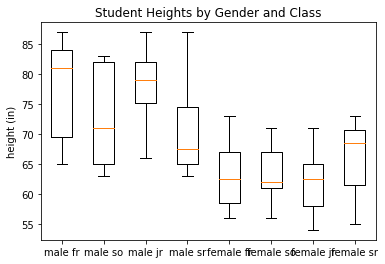 Student Heights by Gender and Class
height (in)
85
80
75
70
65
60
55
male fr male so male jr male sr female fr female so female jr female sr